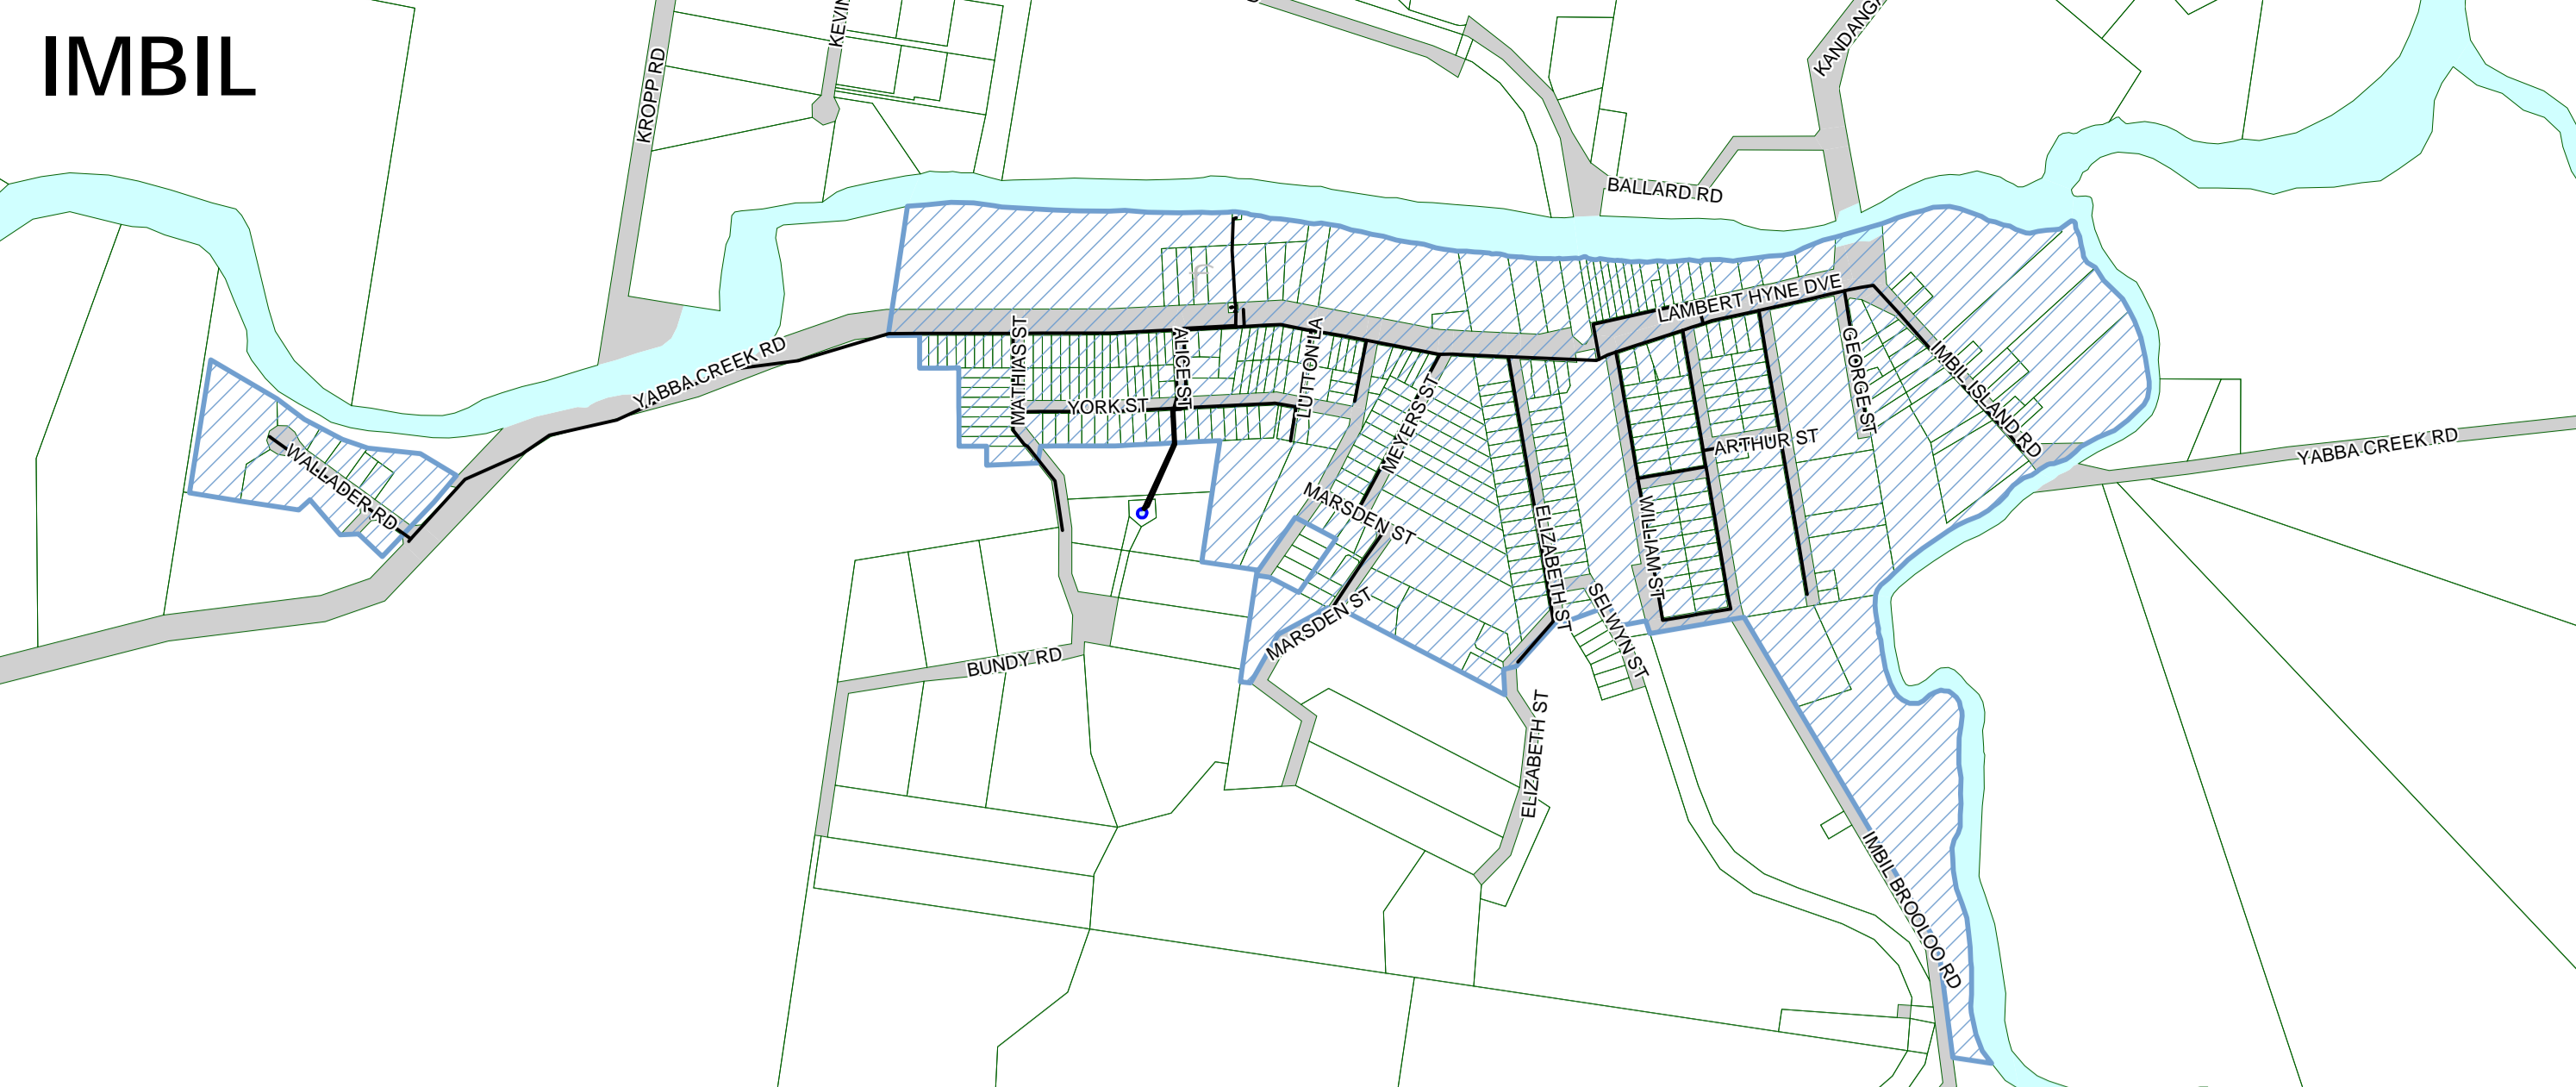 IMBIL
KROPP RD
KEVIN
KANDANGA
BALLARD RD
LAMBERT HYNE DVE
YABBA CREEK RD
MATHIAS ST
ALICE ST
LUTTON LA
YORK ST
MEYERS ST
GEORGE ST
IMBIL ISLAND RD
ARTHUR ST
YABBA CREEK RD
WALLADER RD
MARSDEN ST
ELIZABETH ST
WILLIAM ST
SELWYN ST
MARSDEN ST
BUNDY RD
ELIZABETH ST
IMBIL BROOLOO RD